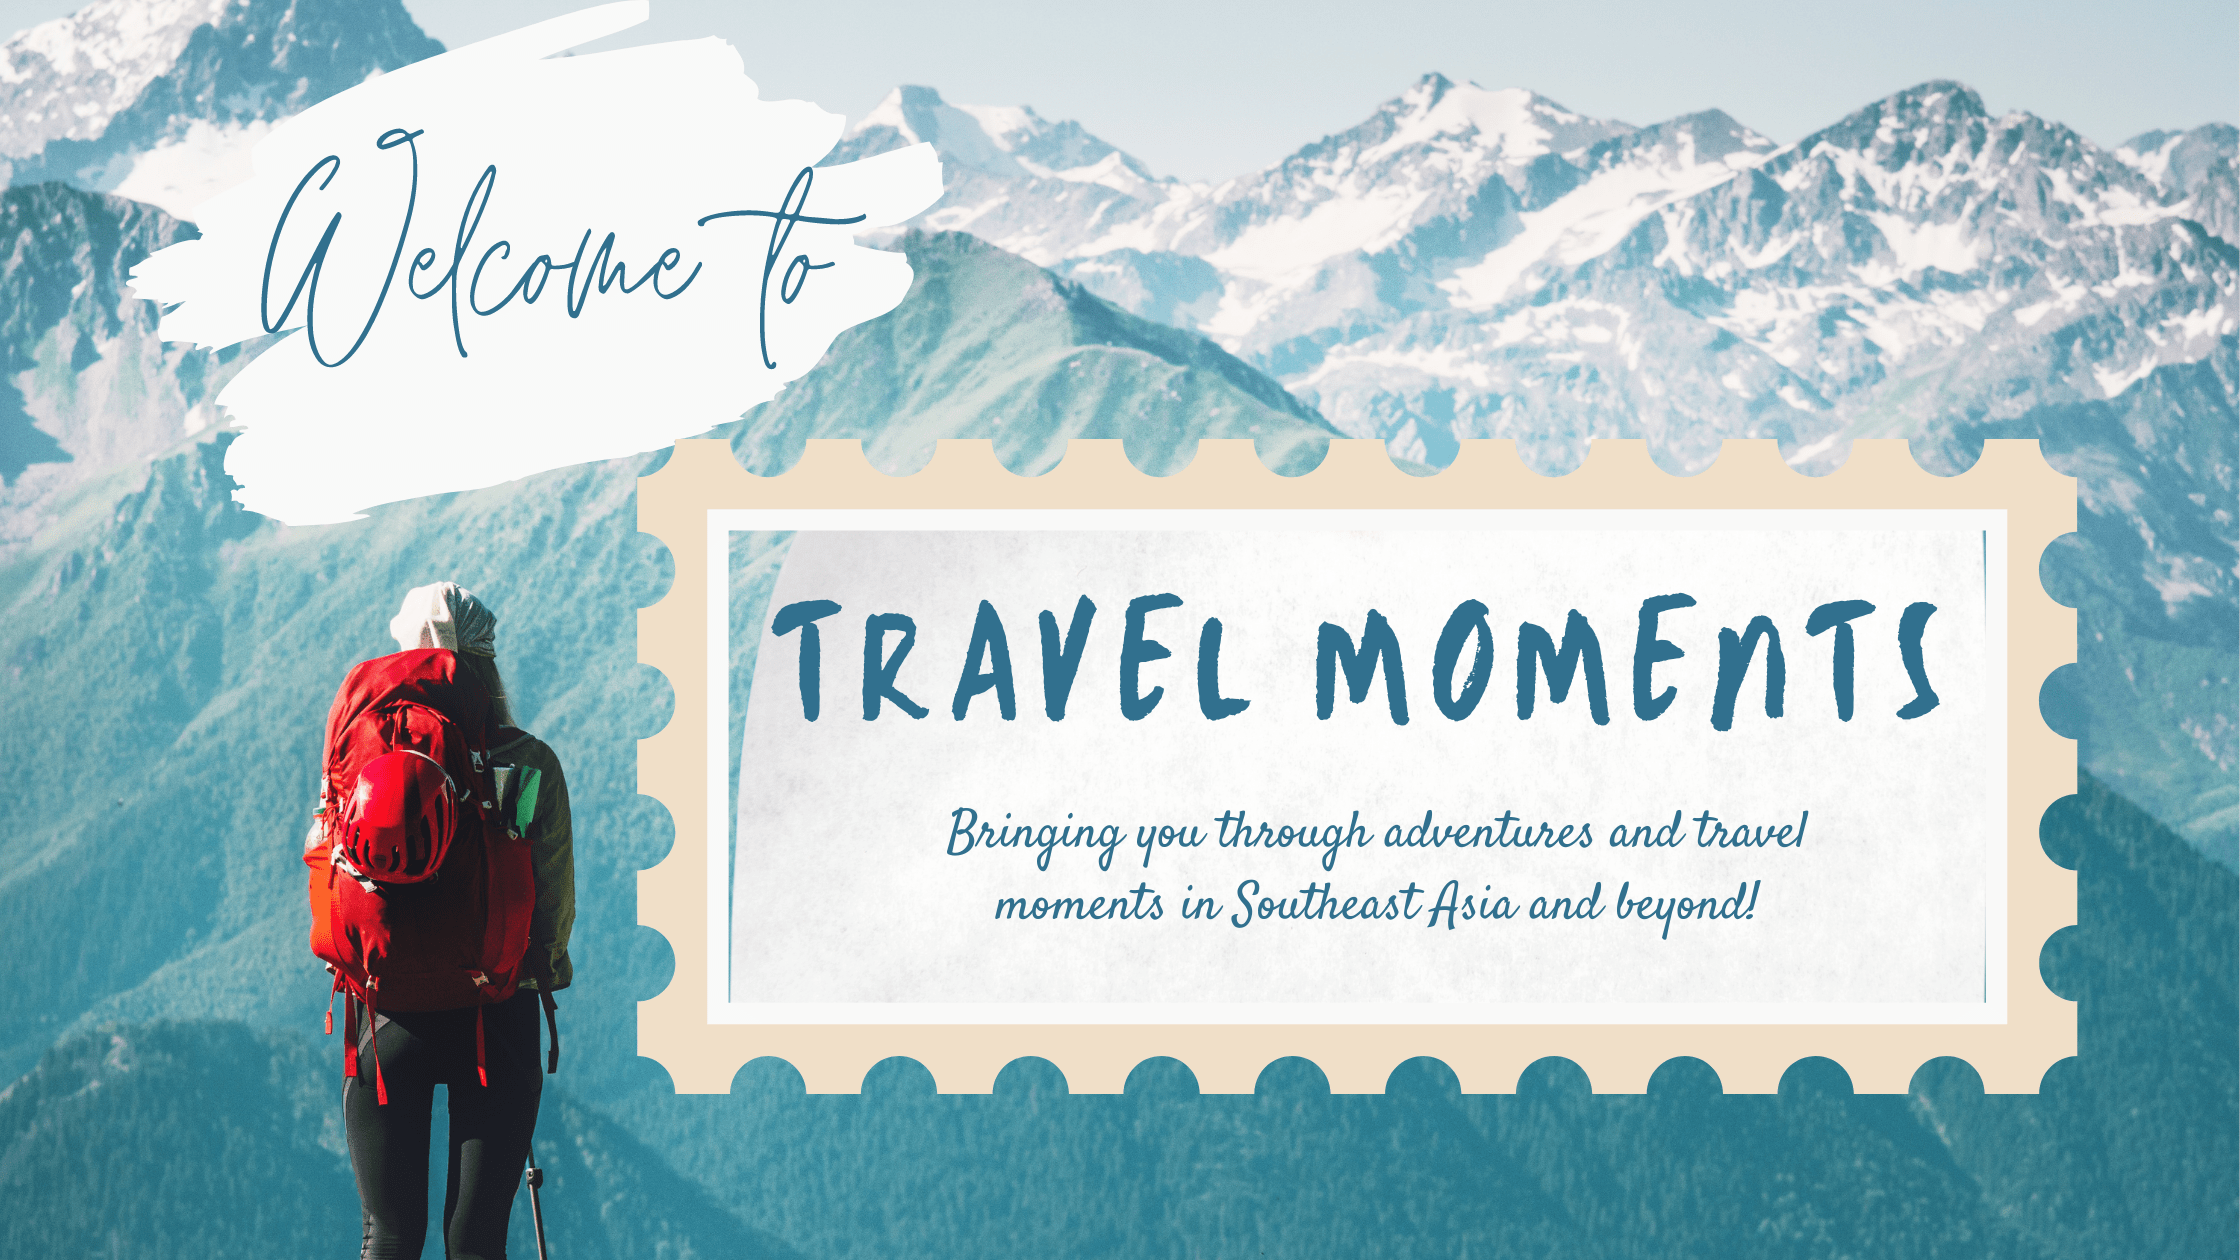 Welcome to
TRAVEL MOMENTS
Bringing you through adventures and travel
moments in Southeast Asia and beyond!